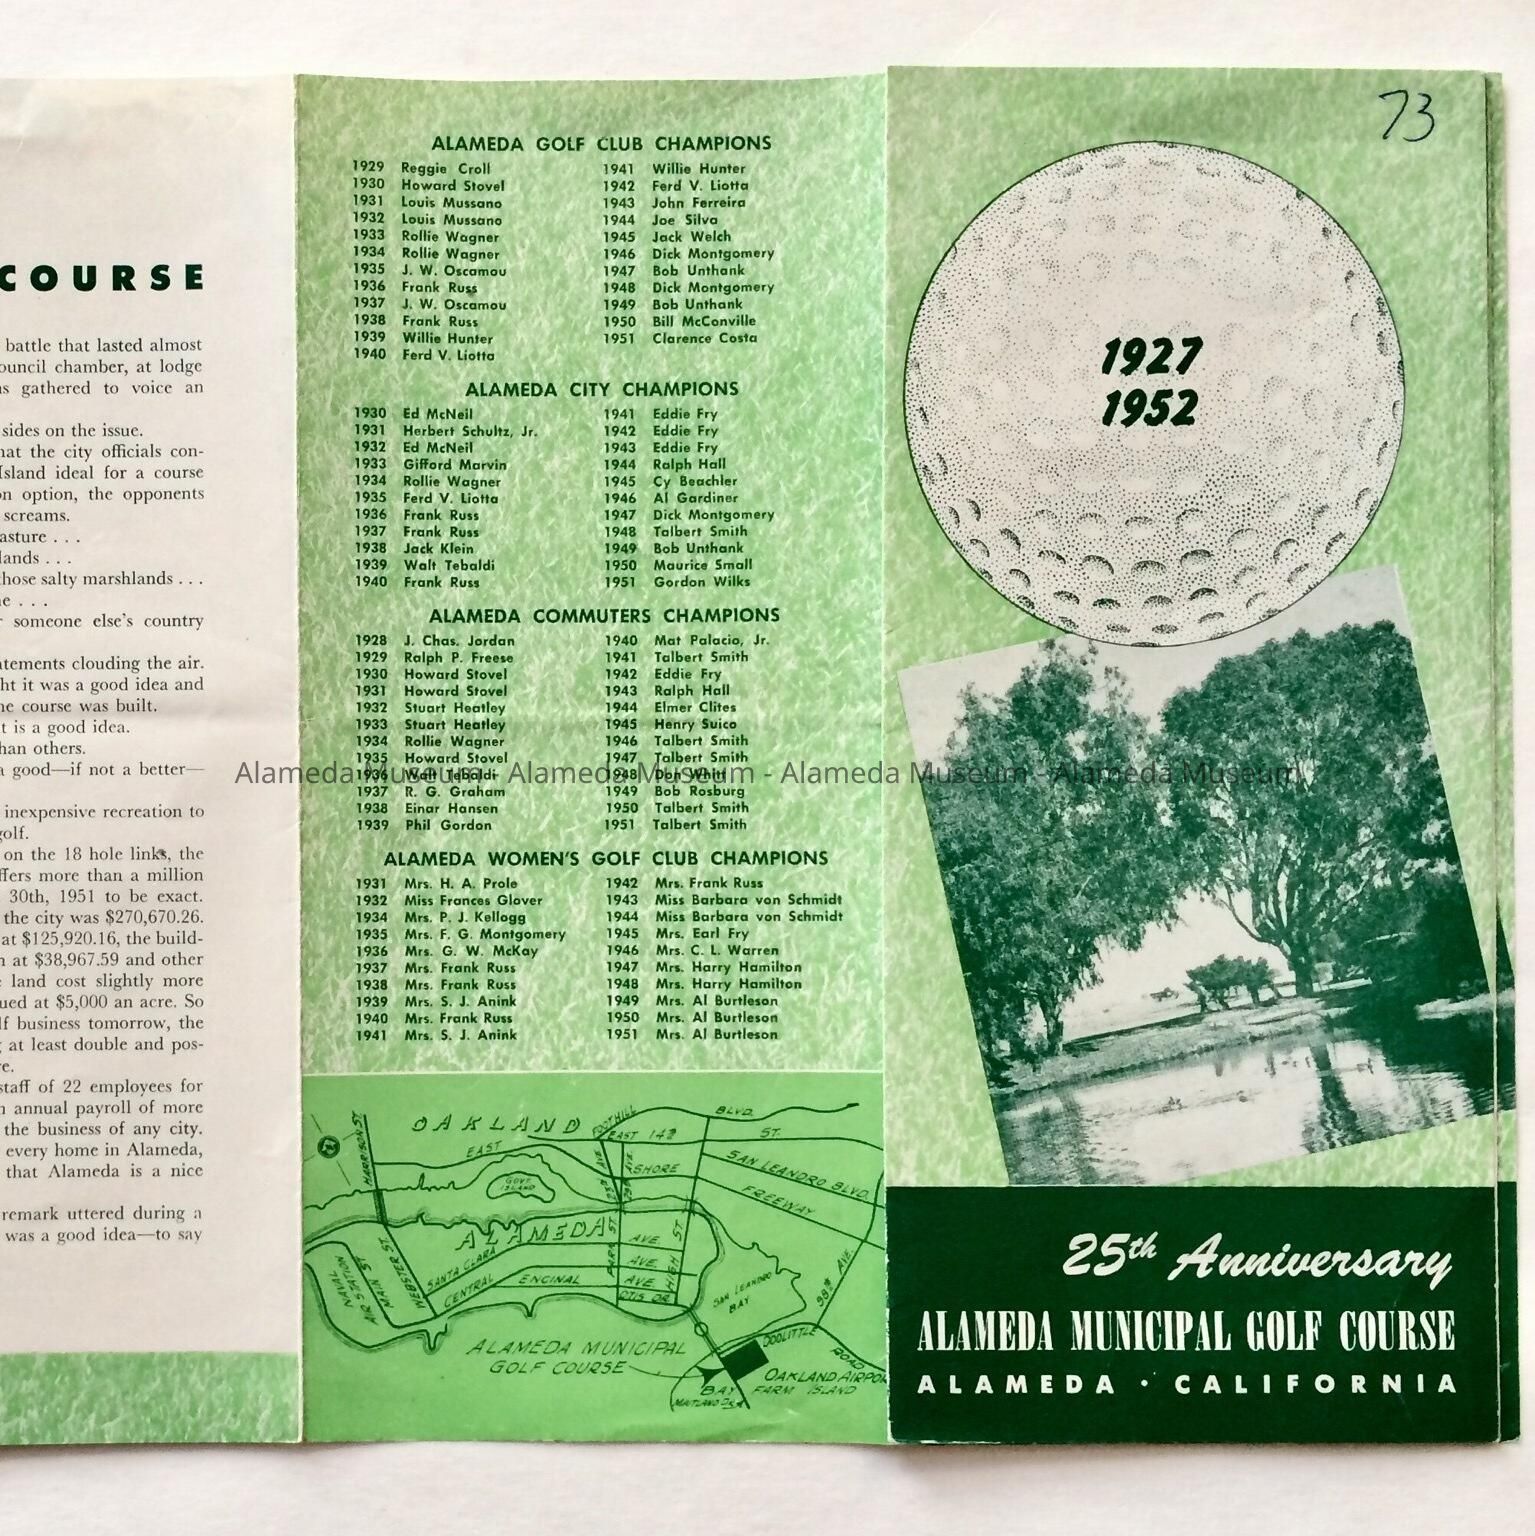 COURSE
battle that lasted almost
ouncil chamber, at lodge
gathered to voice an
sides on the issue.
hat the city officials con-
Island ideal for a course
on option, the opponents
screams.
asture . . .
lands . . .
those salty marshlands . . .
e . . .
someone else's country
atements clouding the air.
ht it was a good idea and
he course was built.
t is a good idea.
han others.
a good—if not a better—
inexpensive recreation to
golf.
on the 18 hole links, the
ffers more than a million
30th, 1951 to be exact.
the city was $270,670.26.
at $125,920.16, the build-
n at $38,967.59 and other
land cost slightly more
ued at $5,000 an acre. So
lf business tomorrow, the
at least double and pos-
re.
staff of 22 employees for
annual payroll of more
the business of any city.
every home in Alameda,
that Alameda is a nice
remark uttered during a
was a good idea—to say
ALAMEDA GOLF CLUB CHAMPIONS
1929 Reggie Croll
1930 Howard Stovel
1931 Louis Mussano
1932 Louis Mussano
1933 Rollie Wagner
1934 Rollie Wagner
1935 J. W. Oscamou
1936 Frank Russ
1937 J. W. Oscamou
1938 Frank Russ
1939 Willie Hunter
1940 Ferd V. Liotta
1941 Willie Hunter
1942 Ferd V. Liotta
1943 John Ferreira
1944 Joe Silva
1945 Jack Welch
1946 Dick Montgomery
1947 Bob Unthank
1948 Dick Montgomery
1949 Bob Unthank
1950 Bill McConville
1951 Clarence Costa
ALAMEDA CITY CHAMPIONS
1930 Ed McNeil
1931 Herbert Schultz, Jr.
1932 Ed McNeil
1933 Gifford Marvin
1934 Rollie Wagner
1935 Ferd V. Liotta
1936 Frank Russ
1937 Frank Russ
1938 Jack Klein
1939 Walt Tebaldi
1940 Frank Russ
1941 Eddie Fry
1942 Eddie Fry
1943 Eddie Fry
1944 Ralph Hall
1945 Cy Beachler
1946 Al Gardiner
1947 Dick Montgomery
1948 Talbert Smith
1949 Bob Unthank
1950 Maurice Small
1951 Gordon Wilks
ALAMEDA COMMUTERS CHAMPIONS
1928 J. Chas. Jordan
1929 Ralph P. Freese
1930 Howard Stovel
1931 Howard Stovel
1932 Stuart Heatley
1933 Stuart Heatley
1934 Rollie Wagner
1935 Howard Stovel
1936 Walt Tebaldi
1937 R. G. Graham
1938 Einar Hansen
1939 Phil Gordon
1940 Mat Palacio, Jr.
1941 Talbert Smith
1942 Eddie Fry
1943 Ralph Hall
1944 Elmer Clites
1945 Henry Suico
1946 Talbert Smith
1947 Talbert Smith
1948 Don Whitt
1949 Bob Rosburg
1950 Talbert Smith
1951 Talbert Smith
ALAMEDA WOMEN'S GOLF CLUB CHAMPIONS
1931 Mrs. H. A. Prole
1932 Miss Frances Glover
1934 Mrs. P. J. Kellogg
1935 Mrs. F. G. Montgomery
1936 Mrs. G. W. McKay
1937 Mrs. Frank Russ
1938 Mrs. Frank Russ
1939 Mrs. S. J. Anink
1940 Mrs. Frank Russ
1941 Mrs. S. J. Anink
1942 Mrs. Frank Russ
1943 Miss Barbara von Schmidt
1944 Miss Barbara von Schmidt
1945 Mrs. Earl Fry
1946 Mrs. C. L. Warren
1947 Mrs. Harry Hamilton
1948 Mrs. Harry Hamilton
1949 Mrs. Al Burtleson
1950 Mrs. Al Burtleson
1951 Mrs. Al Burtleson
Alameda Museum - Alameda Museum - Alameda Museum - Alameda Museum
OAKLAND
FOOTHILL BLVD.
EAST 14th ST.
EAST SHORE FREEWAY
SAN LEANDRO BLVD.
HARRISON ST.
GOVT. ISLAND
23rd AVE.
29th AVE.
ALAMEDA
PARK ST.
HIGH ST.
AVE.
SANTA CLARA AVE.
CENTRAL AVE.
ENCINAL
OTIS DR.
NAVAL AIR STATION
MAIN ST.
WEBSTER ST.
SAN LEANDRO BAY
98th AVE.
DOOLITTLE ROAD
ALAMEDA MUNICIPAL
GOLF COURSE
OAKLAND AIRPOR
BAY FARM ISLAND
MAITLAND DR.
73
1927
1952
25th Anniversary
ALAMEDA MUNICIPAL GOLF COURSE
ALAMEDA · CALIFORNIA